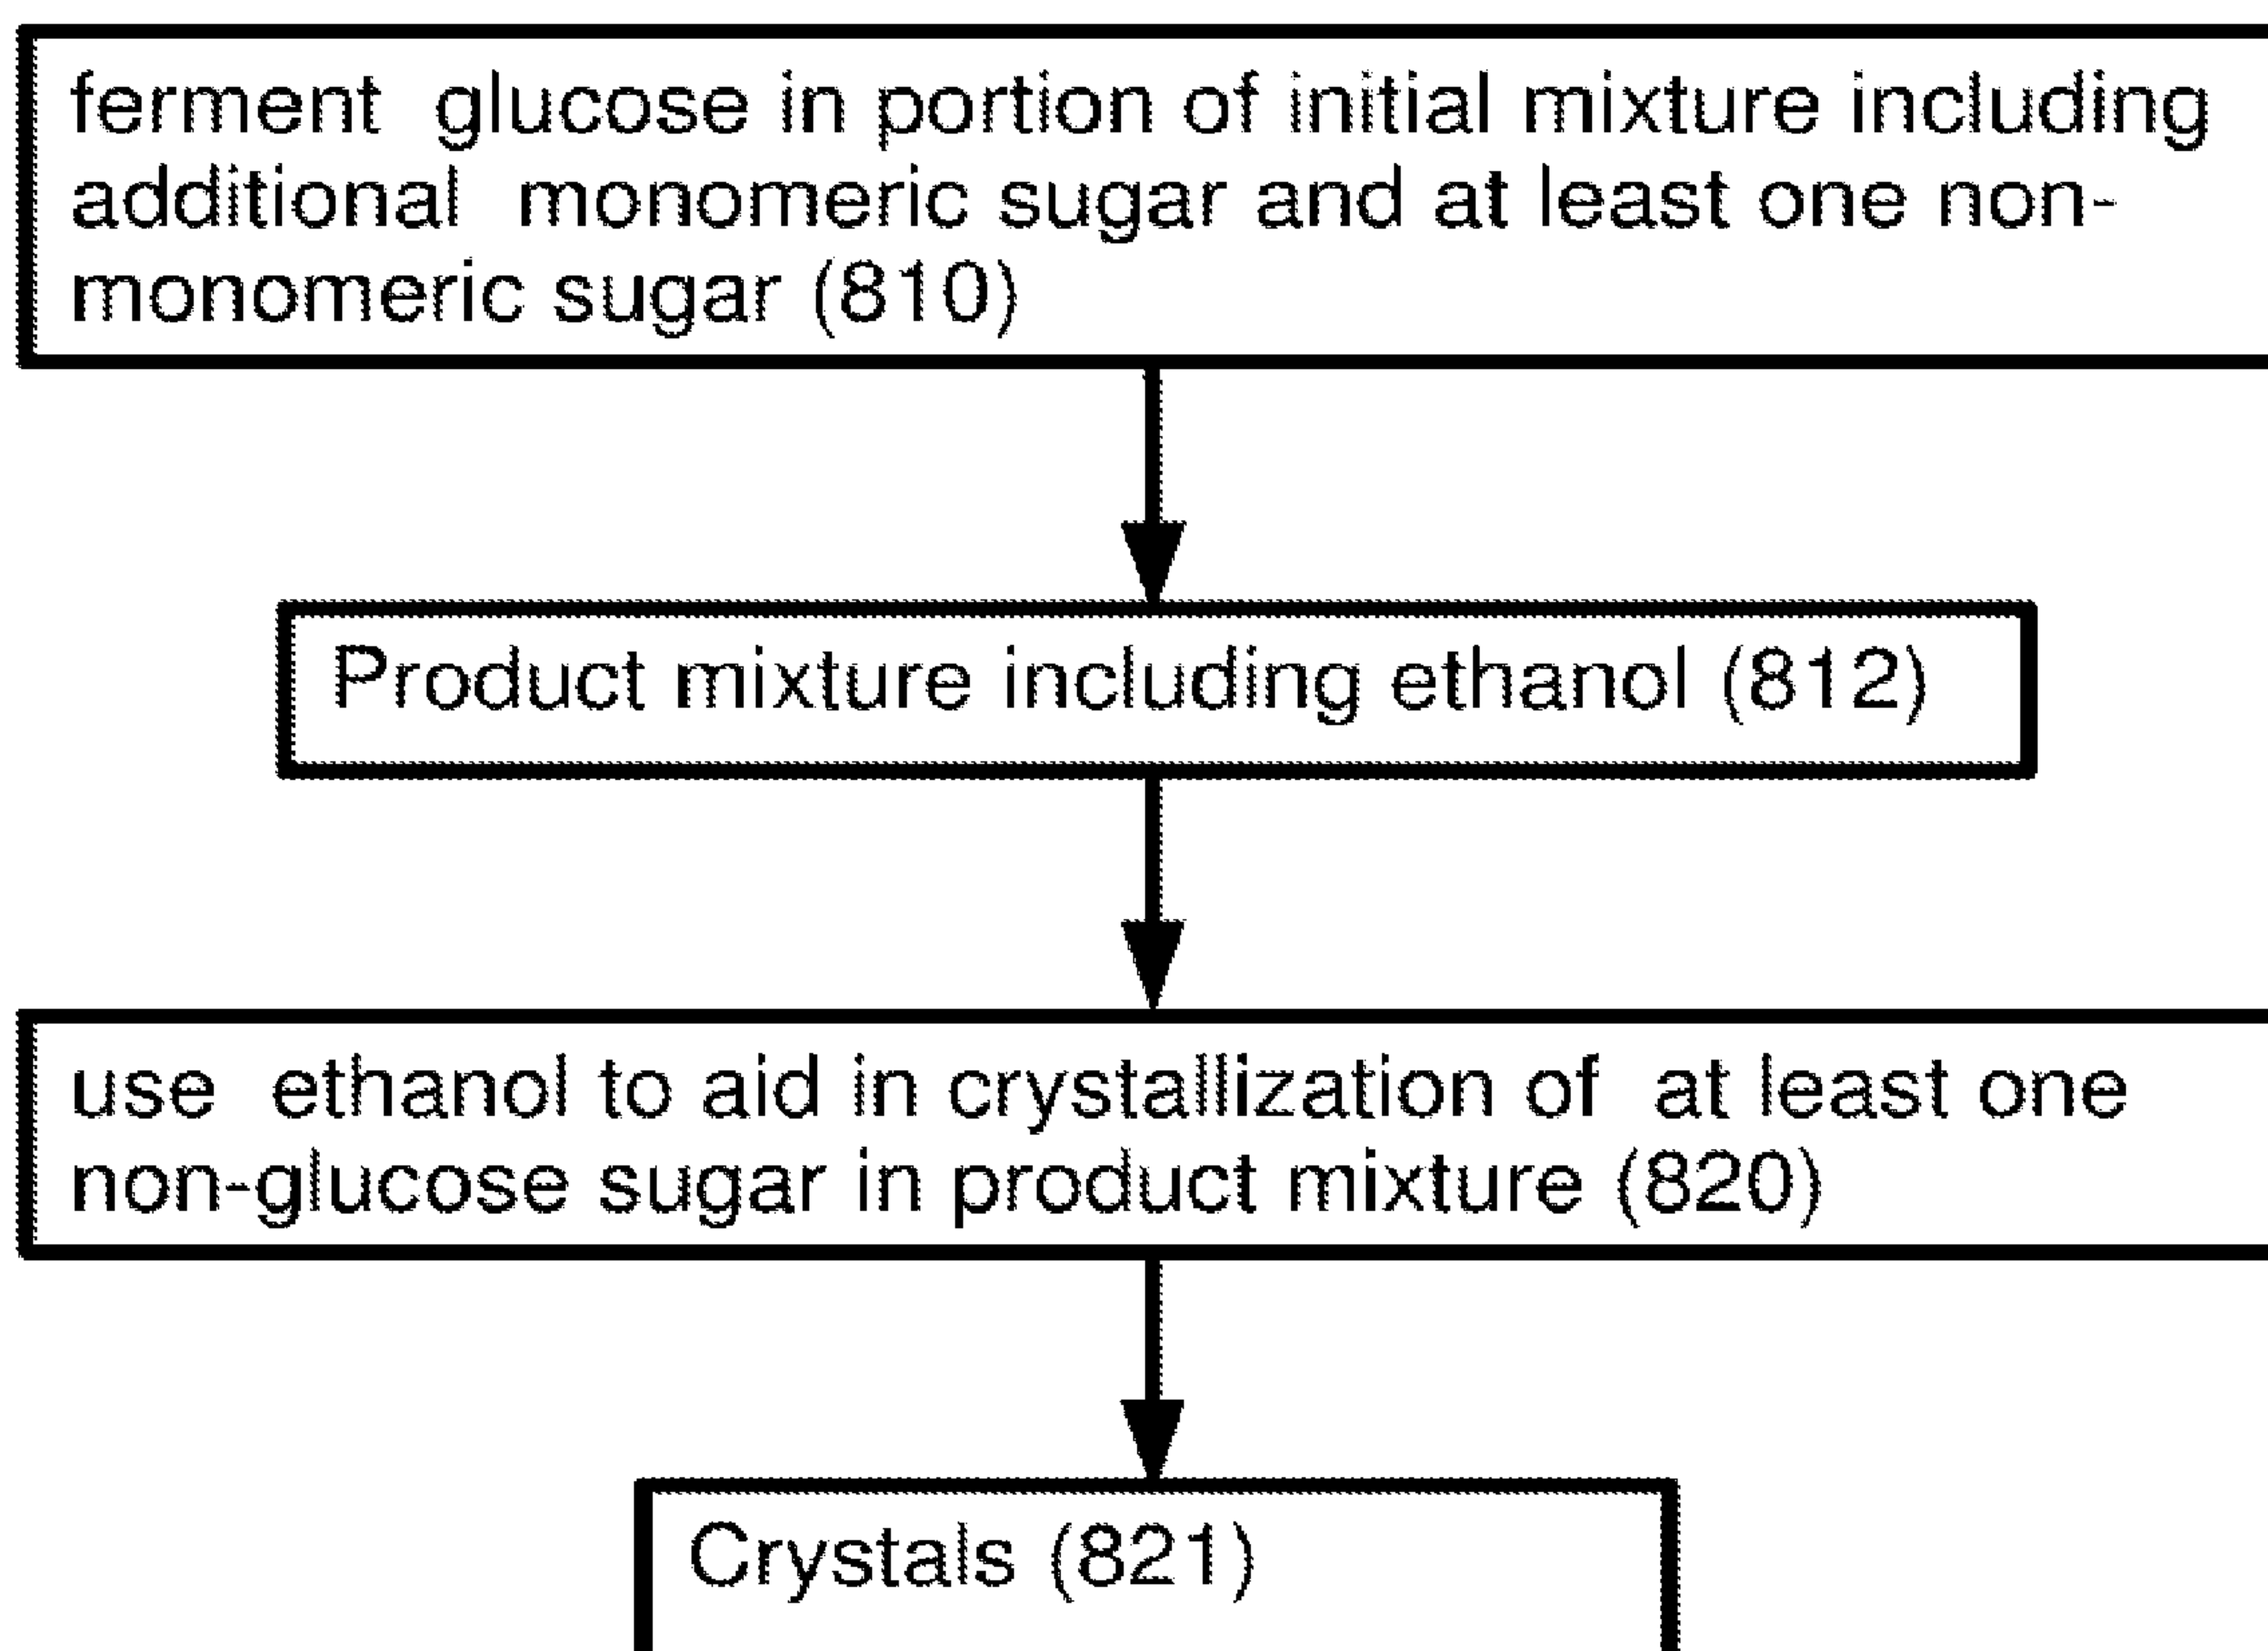 ferment glucose in portion of initial mixture including
additional monomeric sugar and at least one non-
monomeric sugar (810)
Product mixture including ethanol (812)
use ethanol to aid in crystallization of at least one
non-glucose sugar in product mixture (820)
Crystals (821)